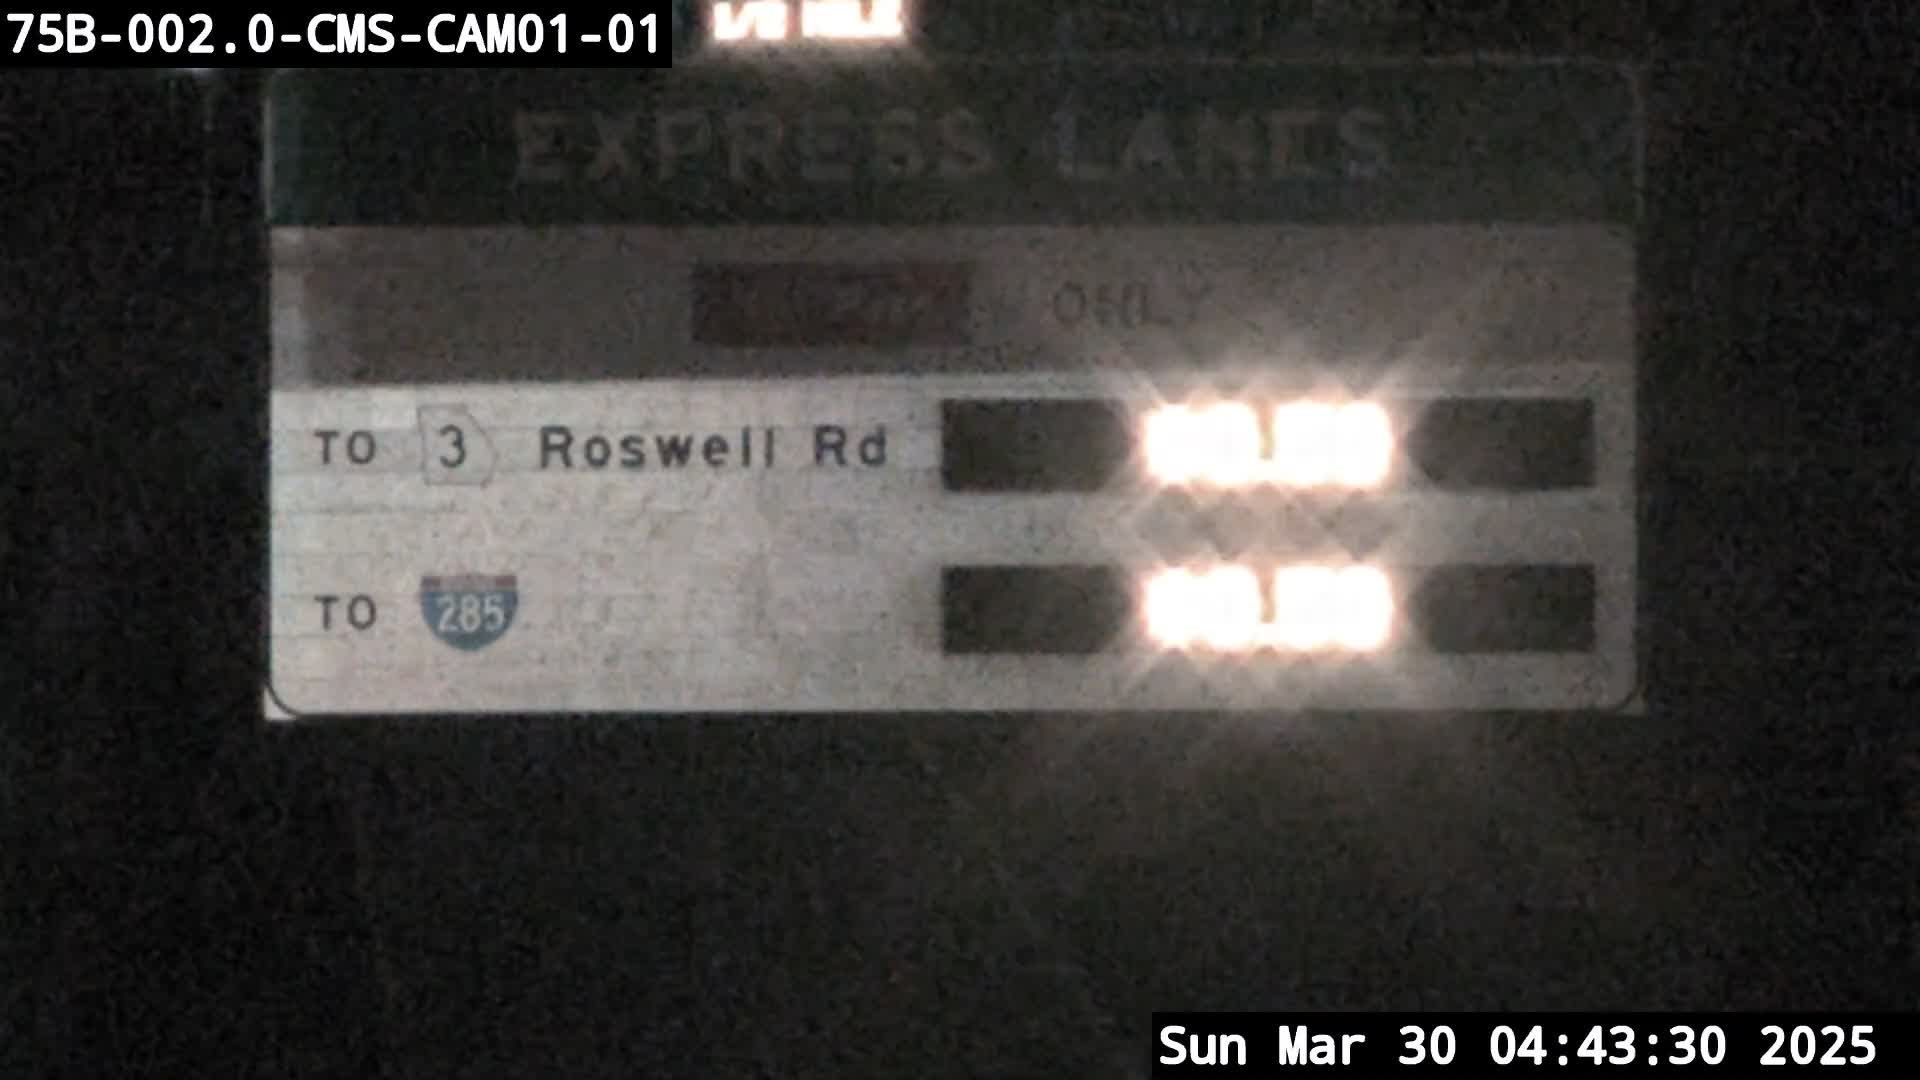 75B-002.0-CMS-CAM01-01
EXPRESS LANES
ONLY
TO 3 Roswell Rd
TO 285
Sun Mar 30 04:43:30 2025